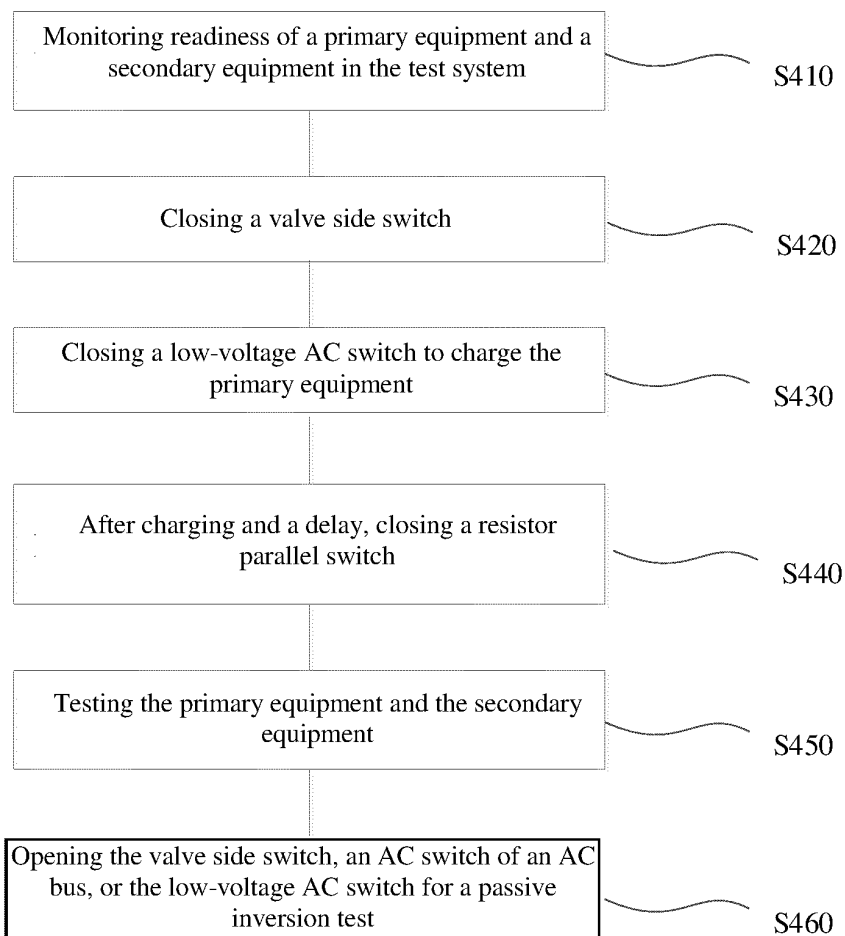 Monitoring readiness of a primary equipment and a
secondary equipment in the test system
S410
Closing a valve side switch
S420
Closing a low-voltage AC switch to charge the
primary equipment
S430
After charging and a delay, closing a resistor
parallel switch
S440
Testing the primary equipment and the secondary
equipment
S450
Opening the valve side switch, an AC switch of an AC
bus, or the low-voltage AC switch for a passive
inversion test
S460